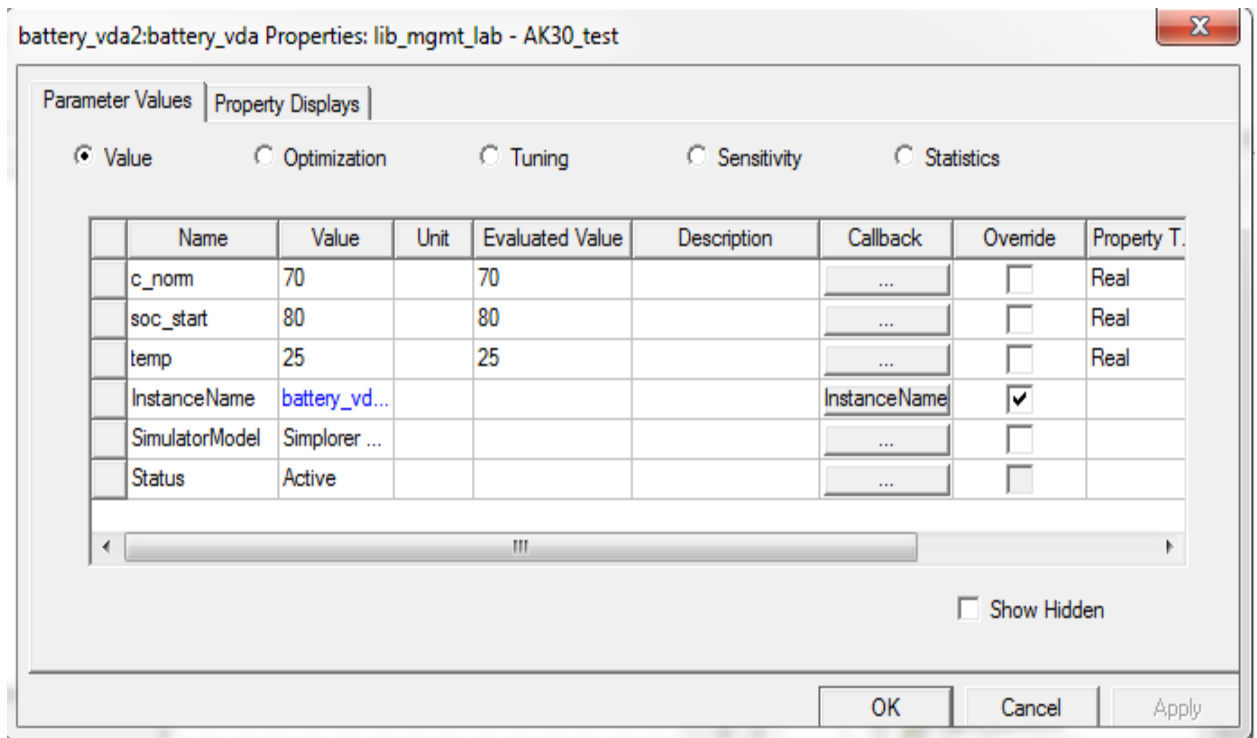 battery_vda2:battery_vda Properties: lib_mgmt_lab - AK30_test
X
Parameter Values Property Displays
Value Optimization Tuning Sensitivity Statistics
Name Value Unit Evaluated Value Description Callback Override Property T.
c_norm 70 70 ... Real
soc_start 80 80 ... Real
temp 25 25 ... Real
InstanceName battery_vd... InstanceName
SimulatorModel Simplorer ... ...
Status Active ...
Show Hidden
OK Cancel Apply